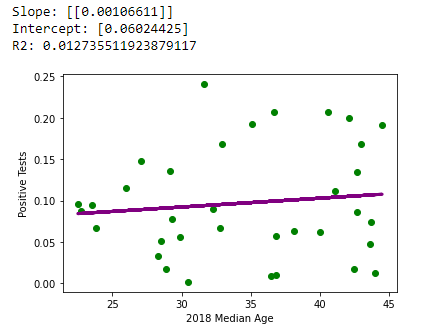 Slope: [[0.00106611]]
Intercept: [0.06024425]
R2: 0.012735511923879117
0.25
0.20
0.15
0.10
0.05
0.00
Positive Tests
25
30
35
40
45
2018 Median Age